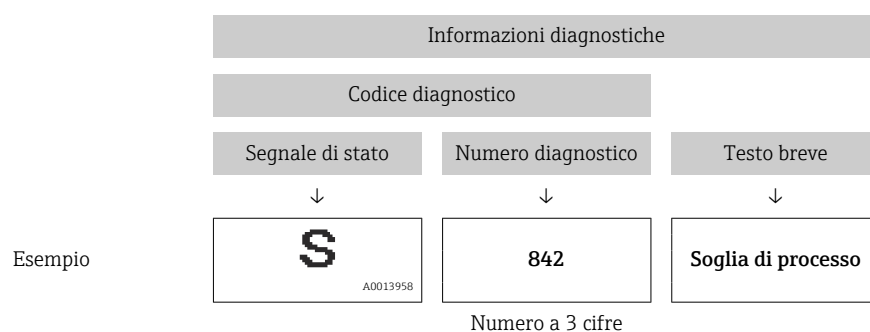 Informazioni diagnostiche
Codice diagnostico
Segnale di stato Numero diagnostico Testo breve
↓ ↓ ↓
Esempio S 842 Soglia di processo
A0013958
Numero a 3 cifre